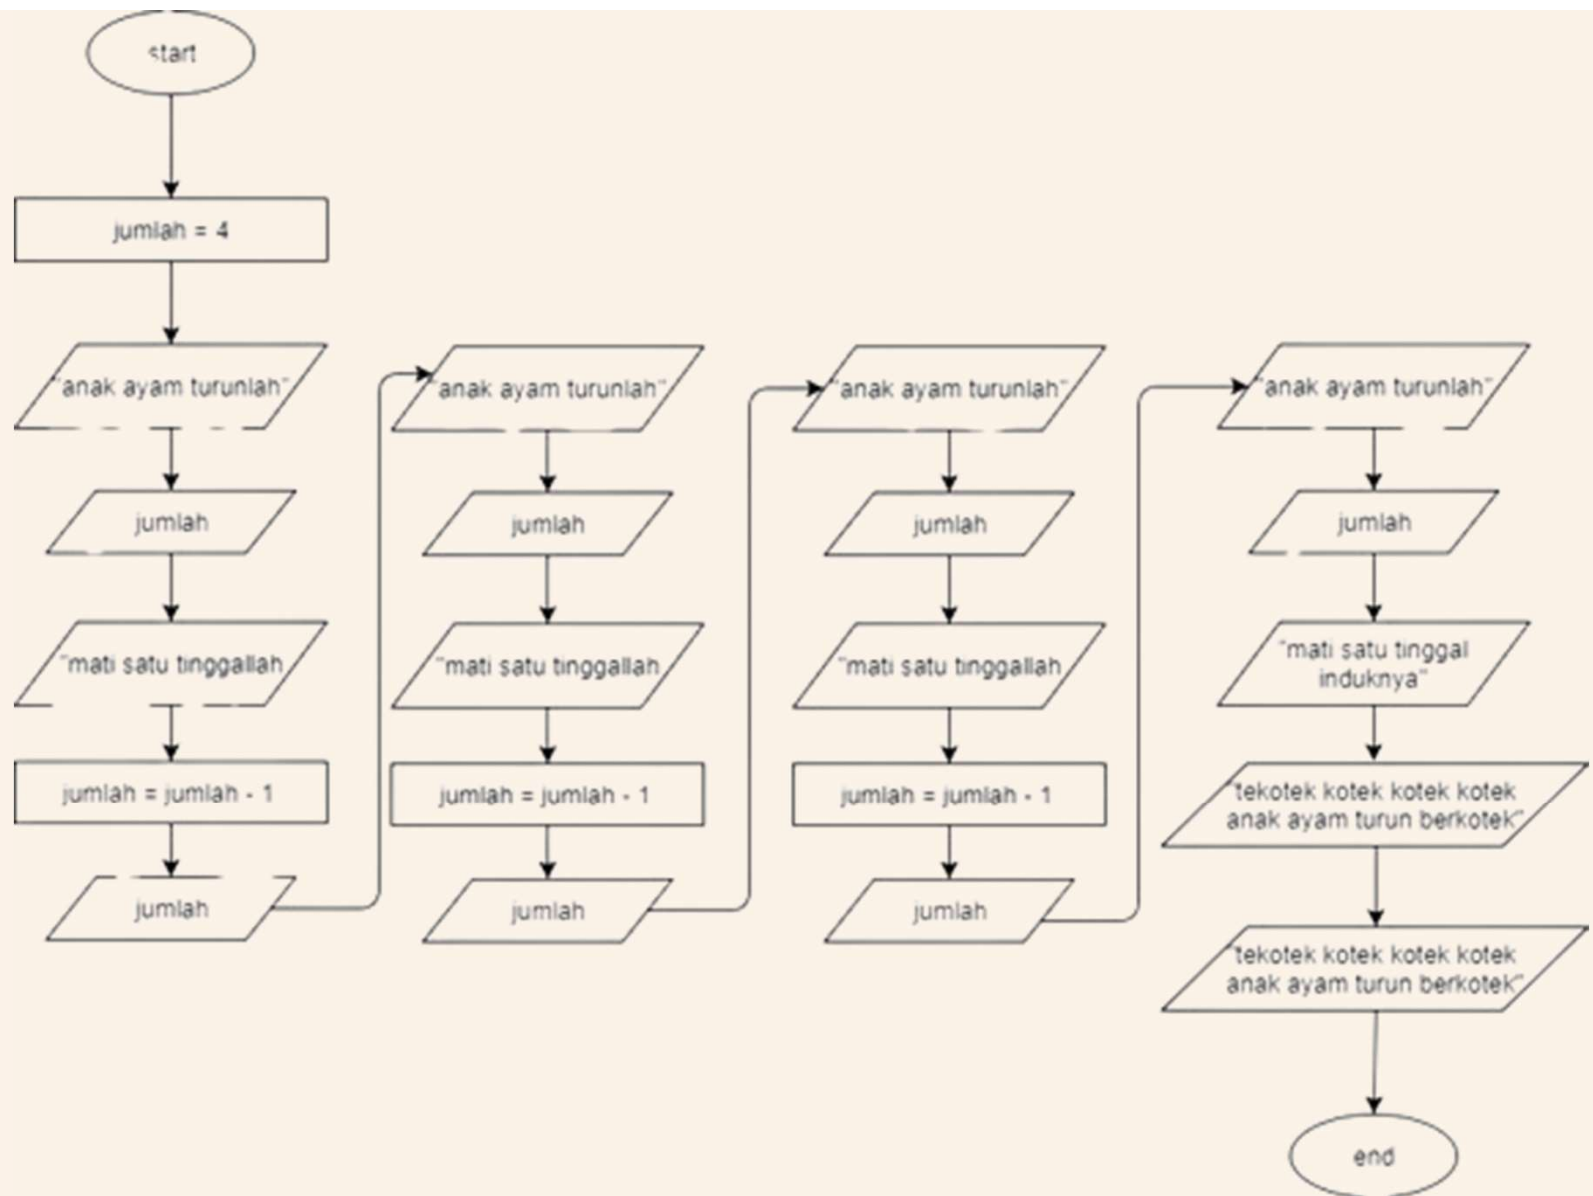 start
jumlah = 4
"anak ayam turunlah"
jumlah
"mati satu tinggallah
jumlah = jumlah - 1
jumlah
"anak ayam turunlah"
jumlah
"mati satu tinggallah
jumlah = jumlah - 1
jumlah
"anak ayam turunlah"
jumlah
"mati satu tinggallah
jumlah = jumlah - 1
jumlah
"anak ayam turunlah"
jumlah
"mati satu tinggal
induknya"
"tekotek kotek kotek kotek
anak ayam turun berkotek"
"tekotek kotek kotek kotek
anak ayam turun berkotek"
end